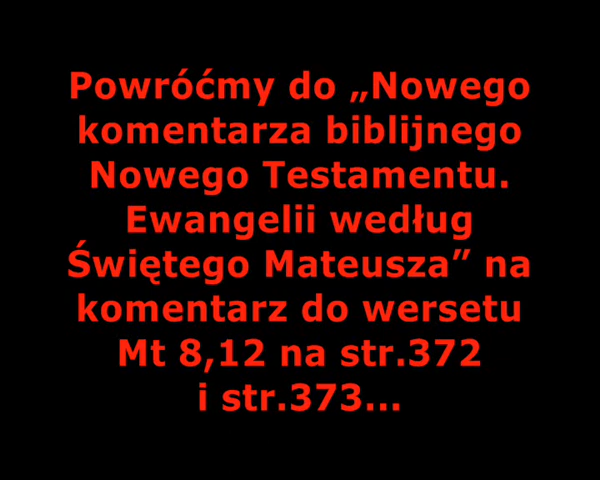 Powróćmy do „Nowego
komentarza biblijnego
Nowego Testamentu.
Ewangelii według
Świętego Mateusza” na
komentarz do wersetu
Mt 8,12 na str.372
i str.373...